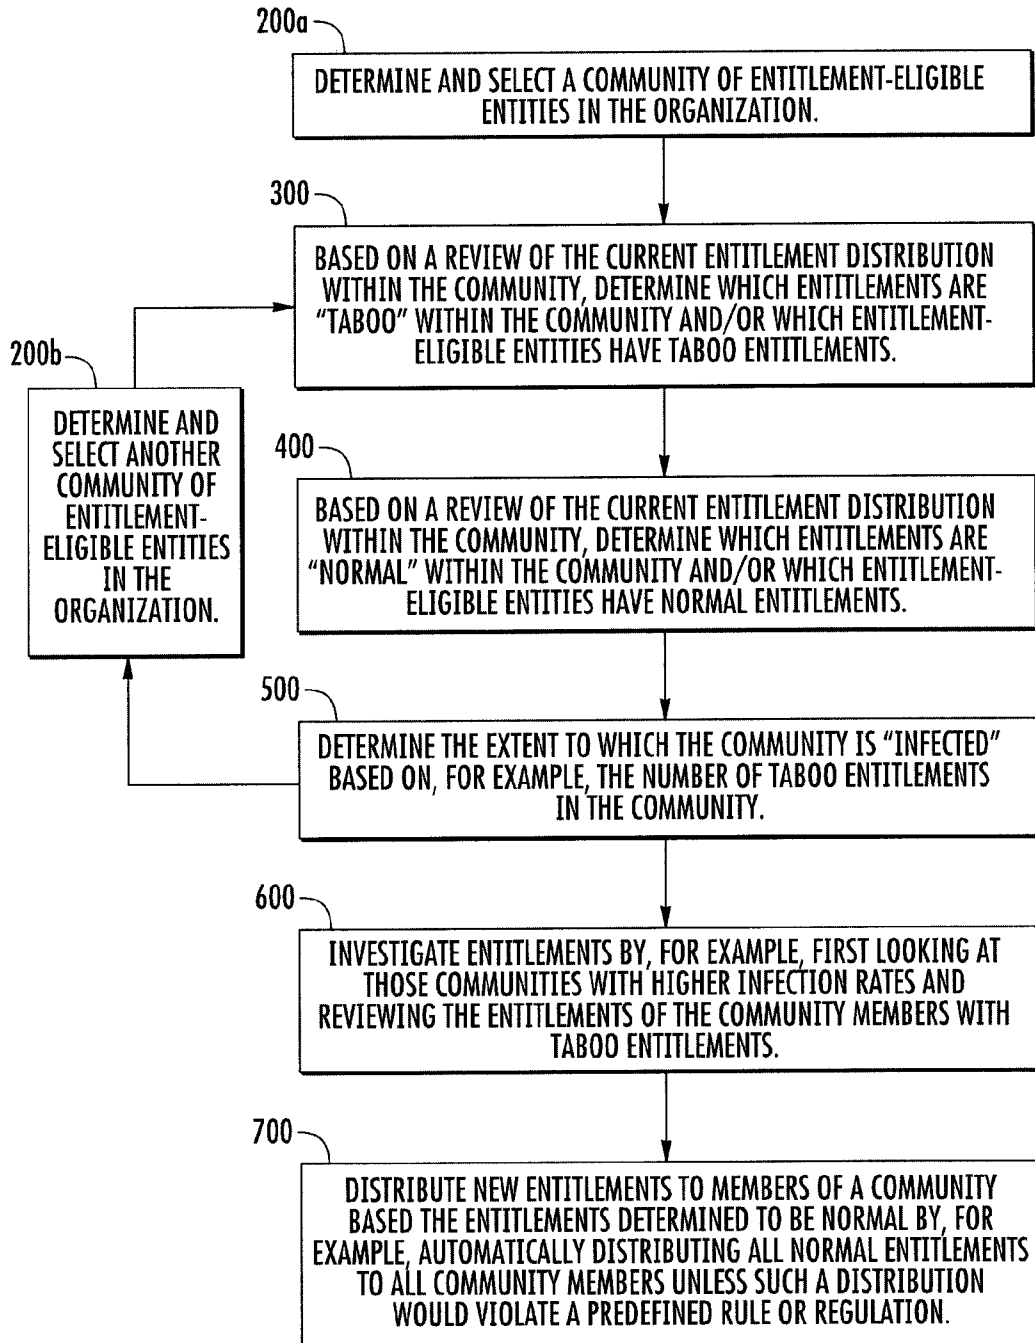 200a
DETERMINE AND SELECT A COMMUNITY OF ENTITLEMENT-ELIGIBLE
ENTITIES IN THE ORGANIZATION.
300
BASED ON A REVIEW OF THE CURRENT ENTITLEMENT DISTRIBUTION
WITHIN THE COMMUNITY, DETERMINE WHICH ENTITLEMENTS ARE
“TABOO” WITHIN THE COMMUNITY AND/OR WHICH ENTITLEMENT-
ELIGIBLE ENTITIES HAVE TABOO ENTITLEMENTS.
200b
DETERMINE AND
SELECT ANOTHER
COMMUNITY OF
ENTITLEMENT-
ELIGIBLE ENTITIES
IN THE
ORGANIZATION.
400
BASED ON A REVIEW OF THE CURRENT ENTITLEMENT DISTRIBUTION
WITHIN THE COMMUNITY, DETERMINE WHICH ENTITLEMENTS ARE
“NORMAL” WITHIN THE COMMUNITY AND/OR WHICH ENTITLEMENT-
ELIGIBLE ENTITIES HAVE NORMAL ENTITLEMENTS.
500
DETERMINE THE EXTENT TO WHICH THE COMMUNITY IS “INFECTED”
BASED ON, FOR EXAMPLE, THE NUMBER OF TABOO ENTITLEMENTS
IN THE COMMUNITY.
600
INVESTIGATE ENTITLEMENTS BY, FOR EXAMPLE, FIRST LOOKING AT
THOSE COMMUNITIES WITH HIGHER INFECTION RATES AND
REVIEWING THE ENTITLEMENTS OF THE COMMUNITY MEMBERS WITH
TABOO ENTITLEMENTS.
700
DISTRIBUTE NEW ENTITLEMENTS TO MEMBERS OF A COMMUNITY
BASED THE ENTITLEMENTS DETERMINED TO BE NORMAL BY, FOR
EXAMPLE, AUTOMATICALLY DISTRIBUTING ALL NORMAL ENTITLEMENTS
TO ALL COMMUNITY MEMBERS UNLESS SUCH A DISTRIBUTION
WOULD VIOLATE A PREDEFINED RULE OR REGULATION.